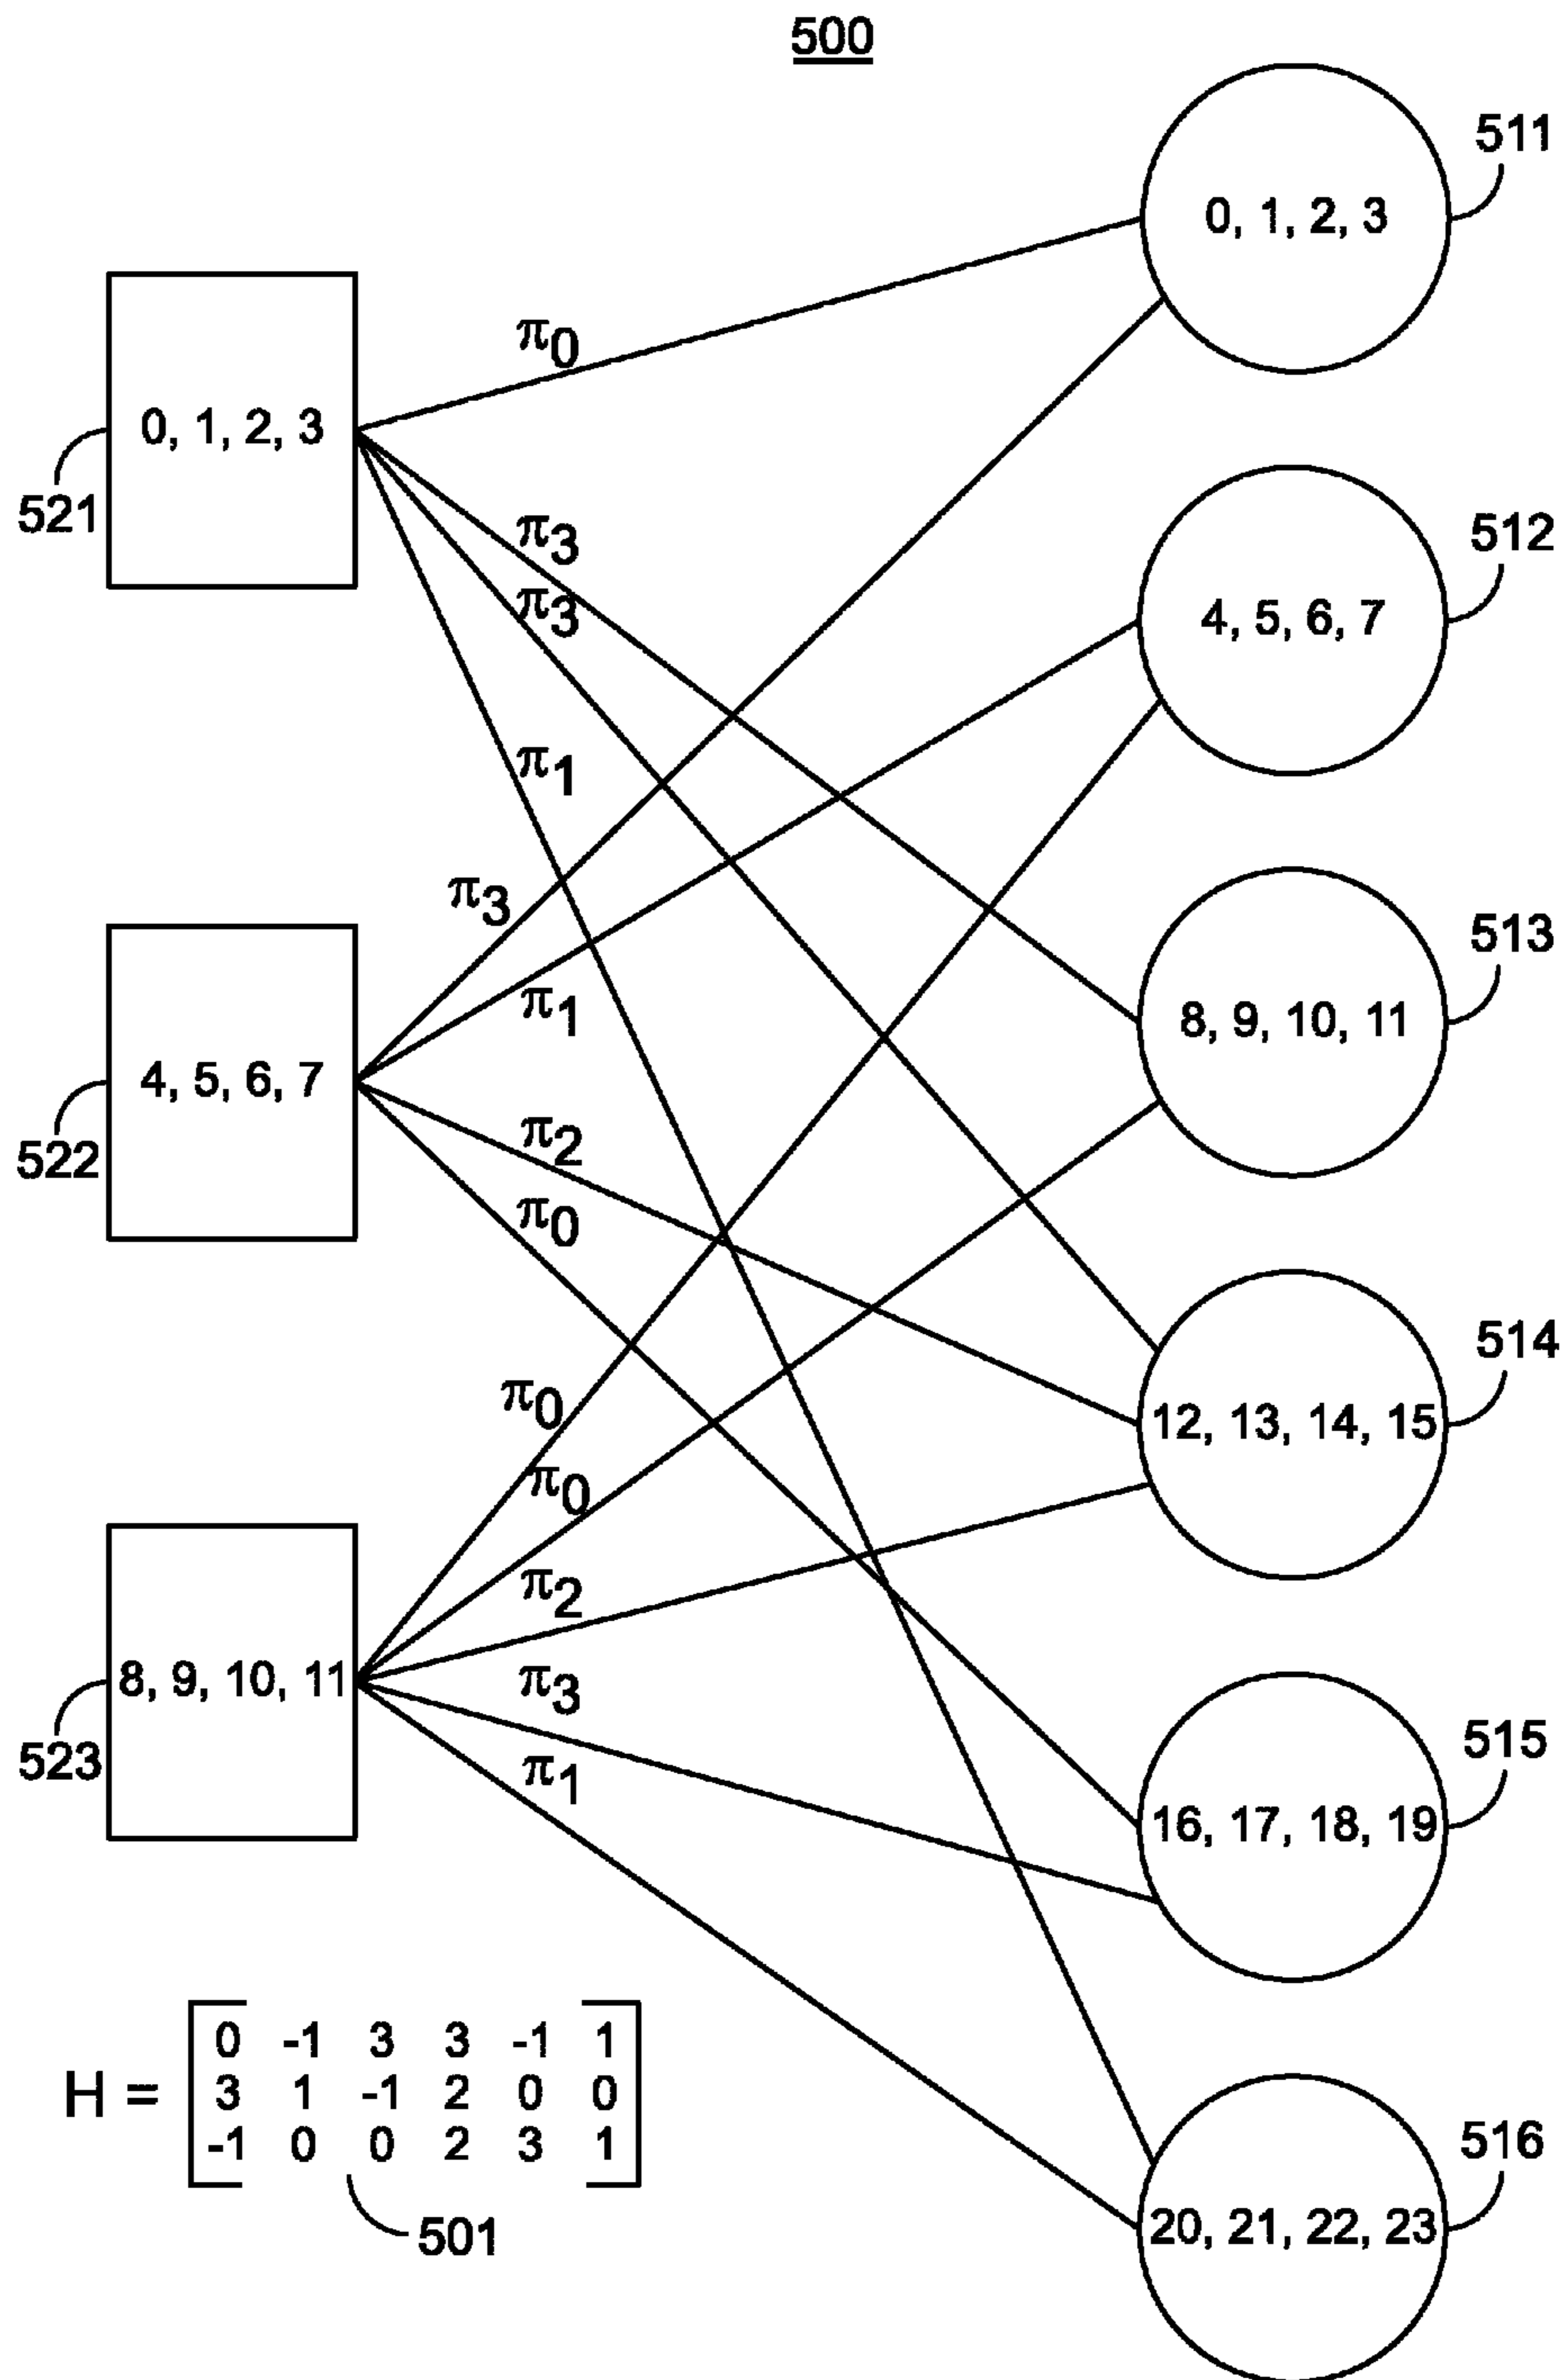 500
511
0, 1, 2, 3
π0
0, 1, 2, 3
521
π3
512
π3
4, 5, 6, 7
π1
π3
513
π1
8, 9, 10, 11
4, 5, 6, 7
522
π2
π0
514
π0
12, 13, 14, 15
π0
π2
8, 9, 10, 11
π3
523
515
π1
16, 17, 18, 19
H =
0 -1 3 3 -1 1
3 1 -1 2 0 0
-1 0 0 2 3 1
501
516
20, 21, 22, 23